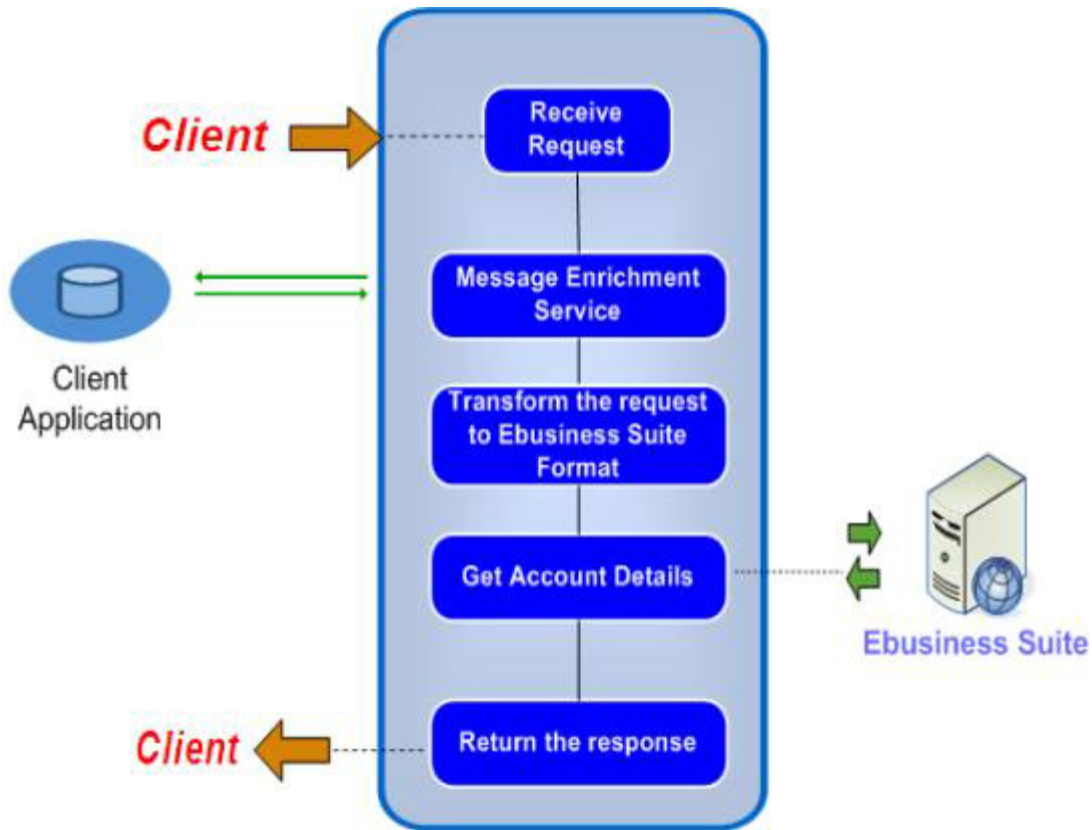 Client
Receive
Request
Message Enrichment
Service
Client
Application
Transform the request
to Ebusiness Suite
Format
Get Account Details
Ebusiness Suite
Return the response
Client